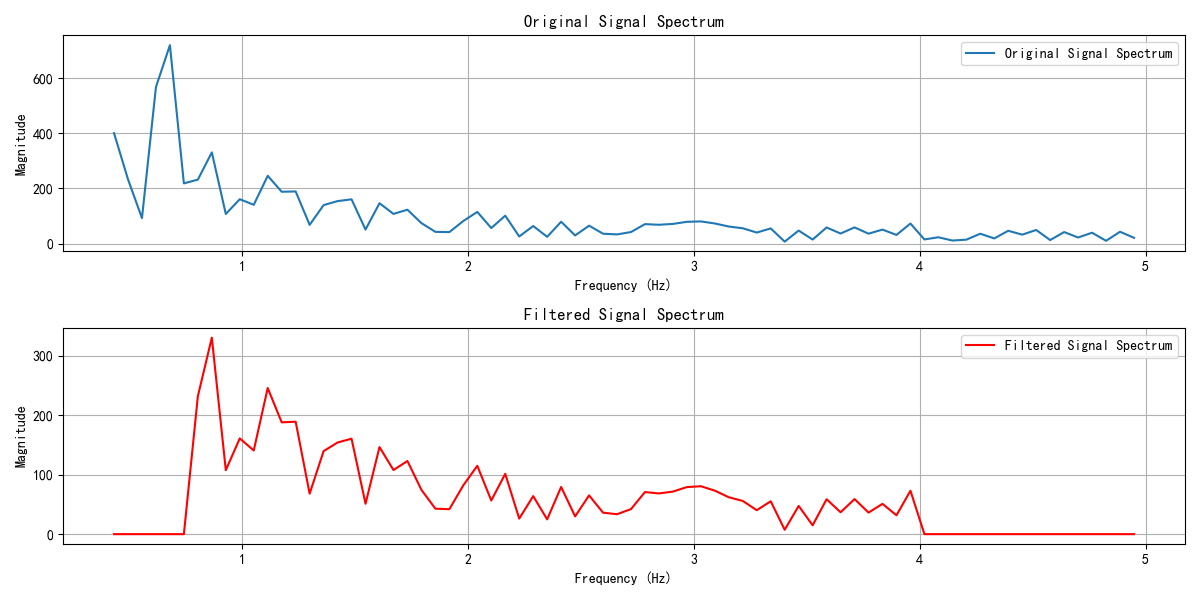 Original Signal Spectrum
Original Signal Spectrum
Magnitude
600
400
200
0
1 2 3 4 5
Frequency (Hz)
Filtered Signal Spectrum
Filtered Signal Spectrum
Magnitude
300
200
100
0
1 2 3 4 5
Frequency (Hz)